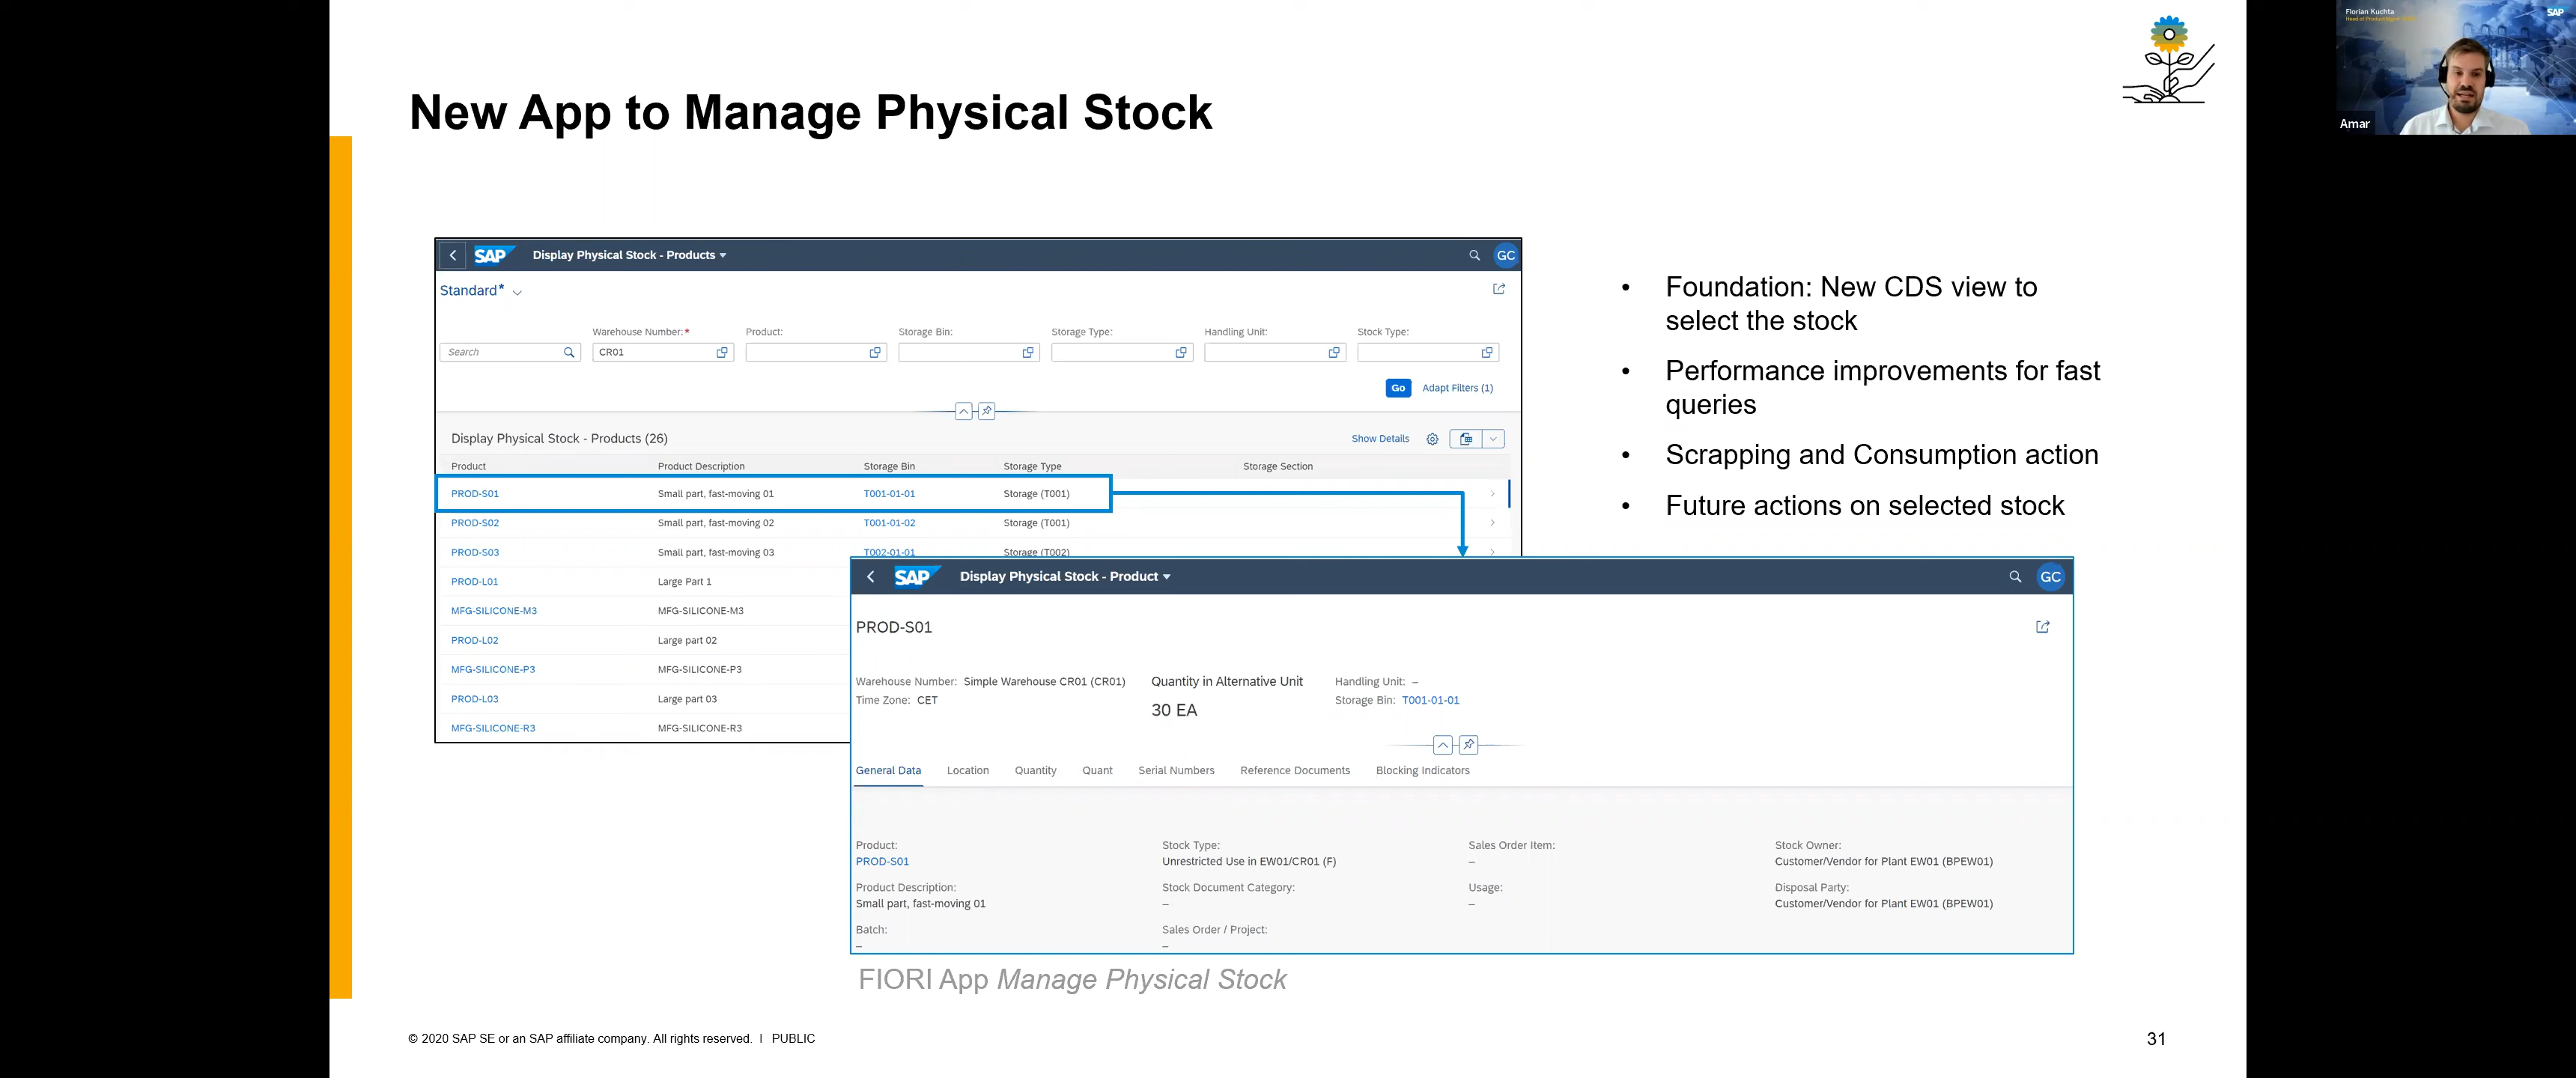 Florian Kuchta
SAP
Amar
New App to Manage Physical Stock
SAP Display Physical Stock - Products
GC
Standard*
Warehouse Number:* Product: Storage Bin: Storage Type: Handling Unit: Stock Type:
Search CR01
Go Adapt Filters (1)
Display Physical Stock - Products (26) Show Details
Product Product Description Storage Bin Storage Type Storage Section
PROD-S01 Small part, fast-moving 01 T001-01-01 Storage (T001)
PROD-S02 Small part, fast-moving 02 T001-01-02 Storage (T001)
PROD-S03 Small part, fast-moving 03 T002-01-01 Storage (T002)
PROD-L01 Large Part 1
MFG-SILICONE-M3 MFG-SILICONE-M3
PROD-L02 Large part 02
MFG-SILICONE-P3 MFG-SILICONE-P3
PROD-L03 Large part 03
MFG-SILICONE-R3 MFG-SILICONE-R3
• Foundation: New CDS view to
select the stock
• Performance improvements for fast
queries
• Scrapping and Consumption action
• Future actions on selected stock
SAP Display Physical Stock - Product
GC
PROD-S01
Warehouse Number: Simple Warehouse CR01 (CR01) Quantity in Alternative Unit Handling Unit: –
Time Zone: CET 30 EA Storage Bin: T001-01-01
General Data Location Quantity Quant Serial Numbers Reference Documents Blocking Indicators
Product: Stock Type: Sales Order Item: Stock Owner:
PROD-S01 Unrestricted Use in EW01/CR01 (F) – Customer/Vendor for Plant EW01 (BPEW01)
Product Description: Stock Document Category: Usage: Disposal Party:
Small part, fast-moving 01 – – Customer/Vendor for Plant EW01 (BPEW01)
Batch: Sales Order / Project:
– –
FIORI App Manage Physical Stock
© 2020 SAP SE or an SAP affiliate company. All rights reserved. I PUBLIC
31